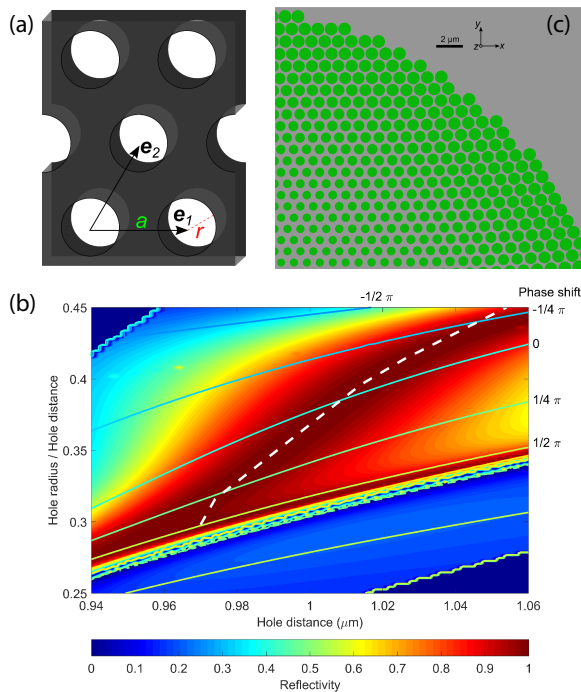 (a)
e2
a
e1
r
(c)
2 μm
y
z
x
(b)
-1/2 π
Phase shift
-1/4 π
0
1/4 π
1/2 π
0.45
0.4
0.35
0.3
0.25
Hole radius / Hole distance
0.94 0.96 0.98 1 1.02 1.04 1.06
Hole distance (μm)
0 0.1 0.2 0.3 0.4 0.5 0.6 0.7 0.8 0.9 1
Reflectivity